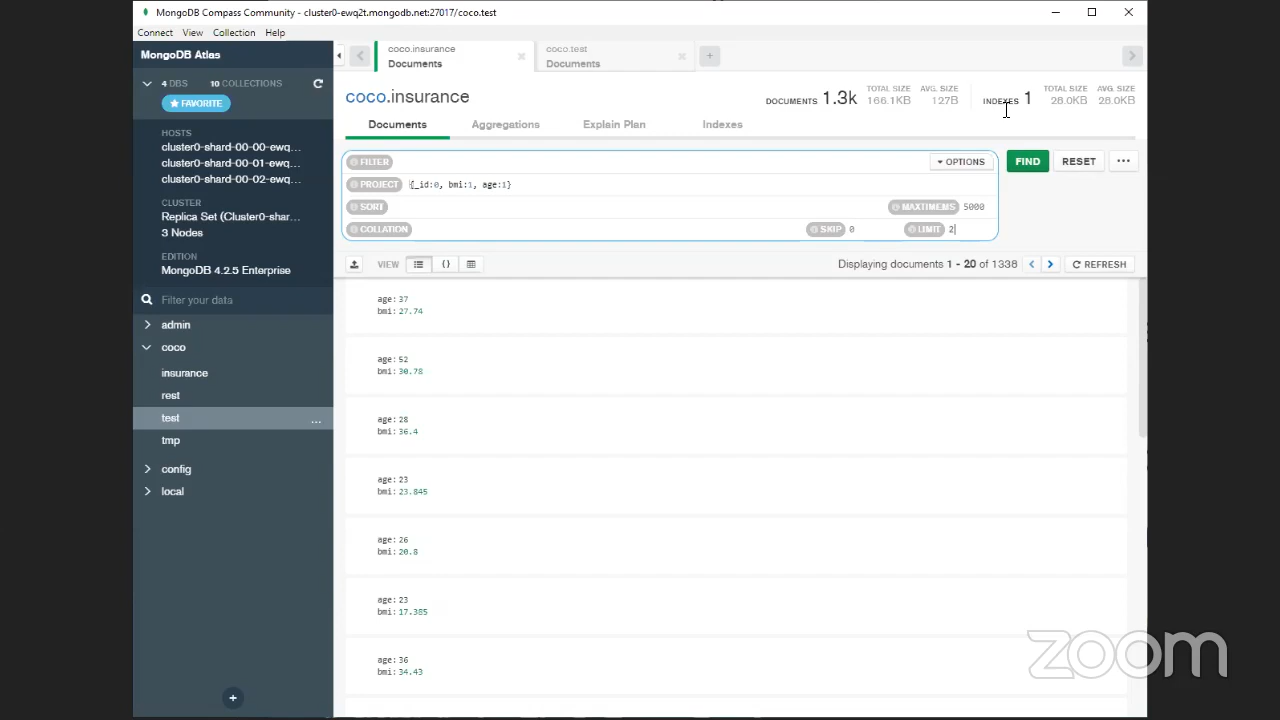 MongoDB Compass Community - cluster0-ewq2t.mongodb.net:27017/coco.test
Connect View Collection Help
MongoDB Atlas
4 DBS 10 COLLECTIONS
FAVORITE
HOSTS
cluster0-shard-00-00-ewq...
cluster0-shard-00-01-ewq...
cluster0-shard-00-02-ewq...
CLUSTER
Replica Set (Cluster0-shar...
3 Nodes
EDITION
MongoDB 4.2.5 Enterprise
Filter your data
admin
coco
insurance
rest
test ...
tmp
config
local
+
coco.insurance
Documents
coco.test
Documents
+
coco.insurance
DOCUMENTS 1.3k TOTAL SIZE 166.1KB AVG. SIZE 127B INDEXES 1 TOTAL SIZE 28.0KB AVG. SIZE 28.0KB
Documents Aggregations Explain Plan Indexes
FILTER OPTIONS FIND RESET ...
PROJECT {_id:0, bmi:1, age:1}
SORT MAXTIMEMS 5000
COLLATION SKIP 0 LIMIT 2
VIEW {} Displaying documents 1 - 20 of 1338 < > REFRESH
age: 37
bmi: 27.74
age: 52
bmi: 30.78
age: 28
bmi: 36.4
age: 23
bmi: 23.845
age: 26
bmi: 20.8
age: 23
bmi: 17.385
age: 36
bmi: 34.43
zoom